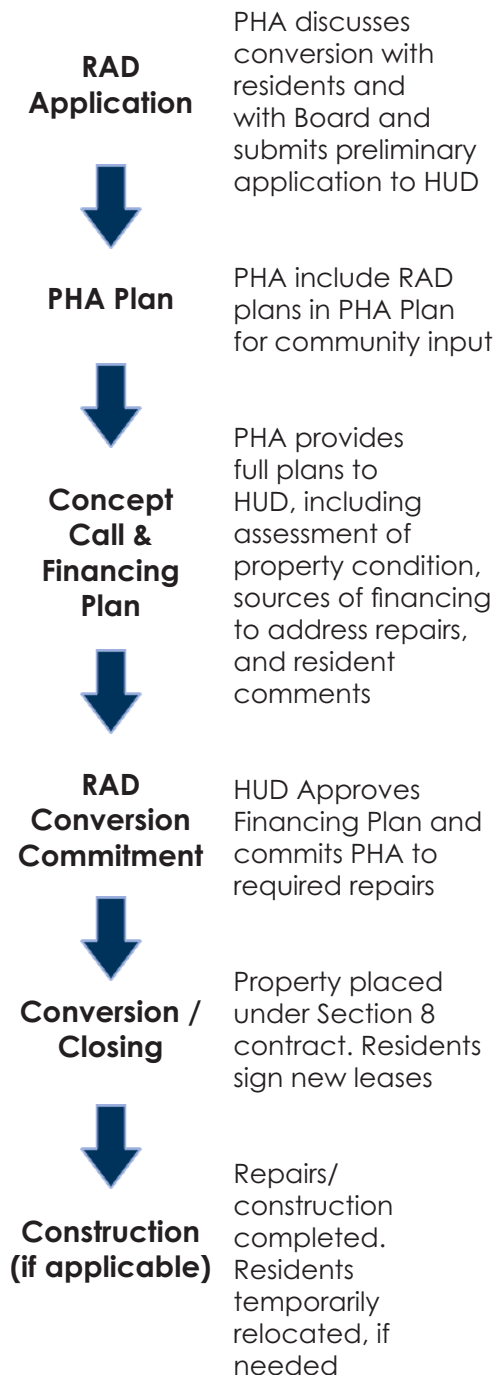 RAD
Application
PHA discusses
conversion with
residents and
with Board and
submits preliminary
application to HUD
PHA Plan
PHA include RAD
plans in PHA Plan
for community input
Concept
Call &
Financing
Plan
PHA provides
full plans to
HUD, including
assessment of
property condition,
sources of financing
to address repairs,
and resident
comments
RAD
Conversion
Commitment
HUD Approves
Financing Plan and
commits PHA to
required repairs
Conversion /
Closing
Property placed
under Section 8
contract. Residents
sign new leases
Construction
(if applicable)
Repairs/
construction
completed.
Residents
temporarily
relocated, if
needed